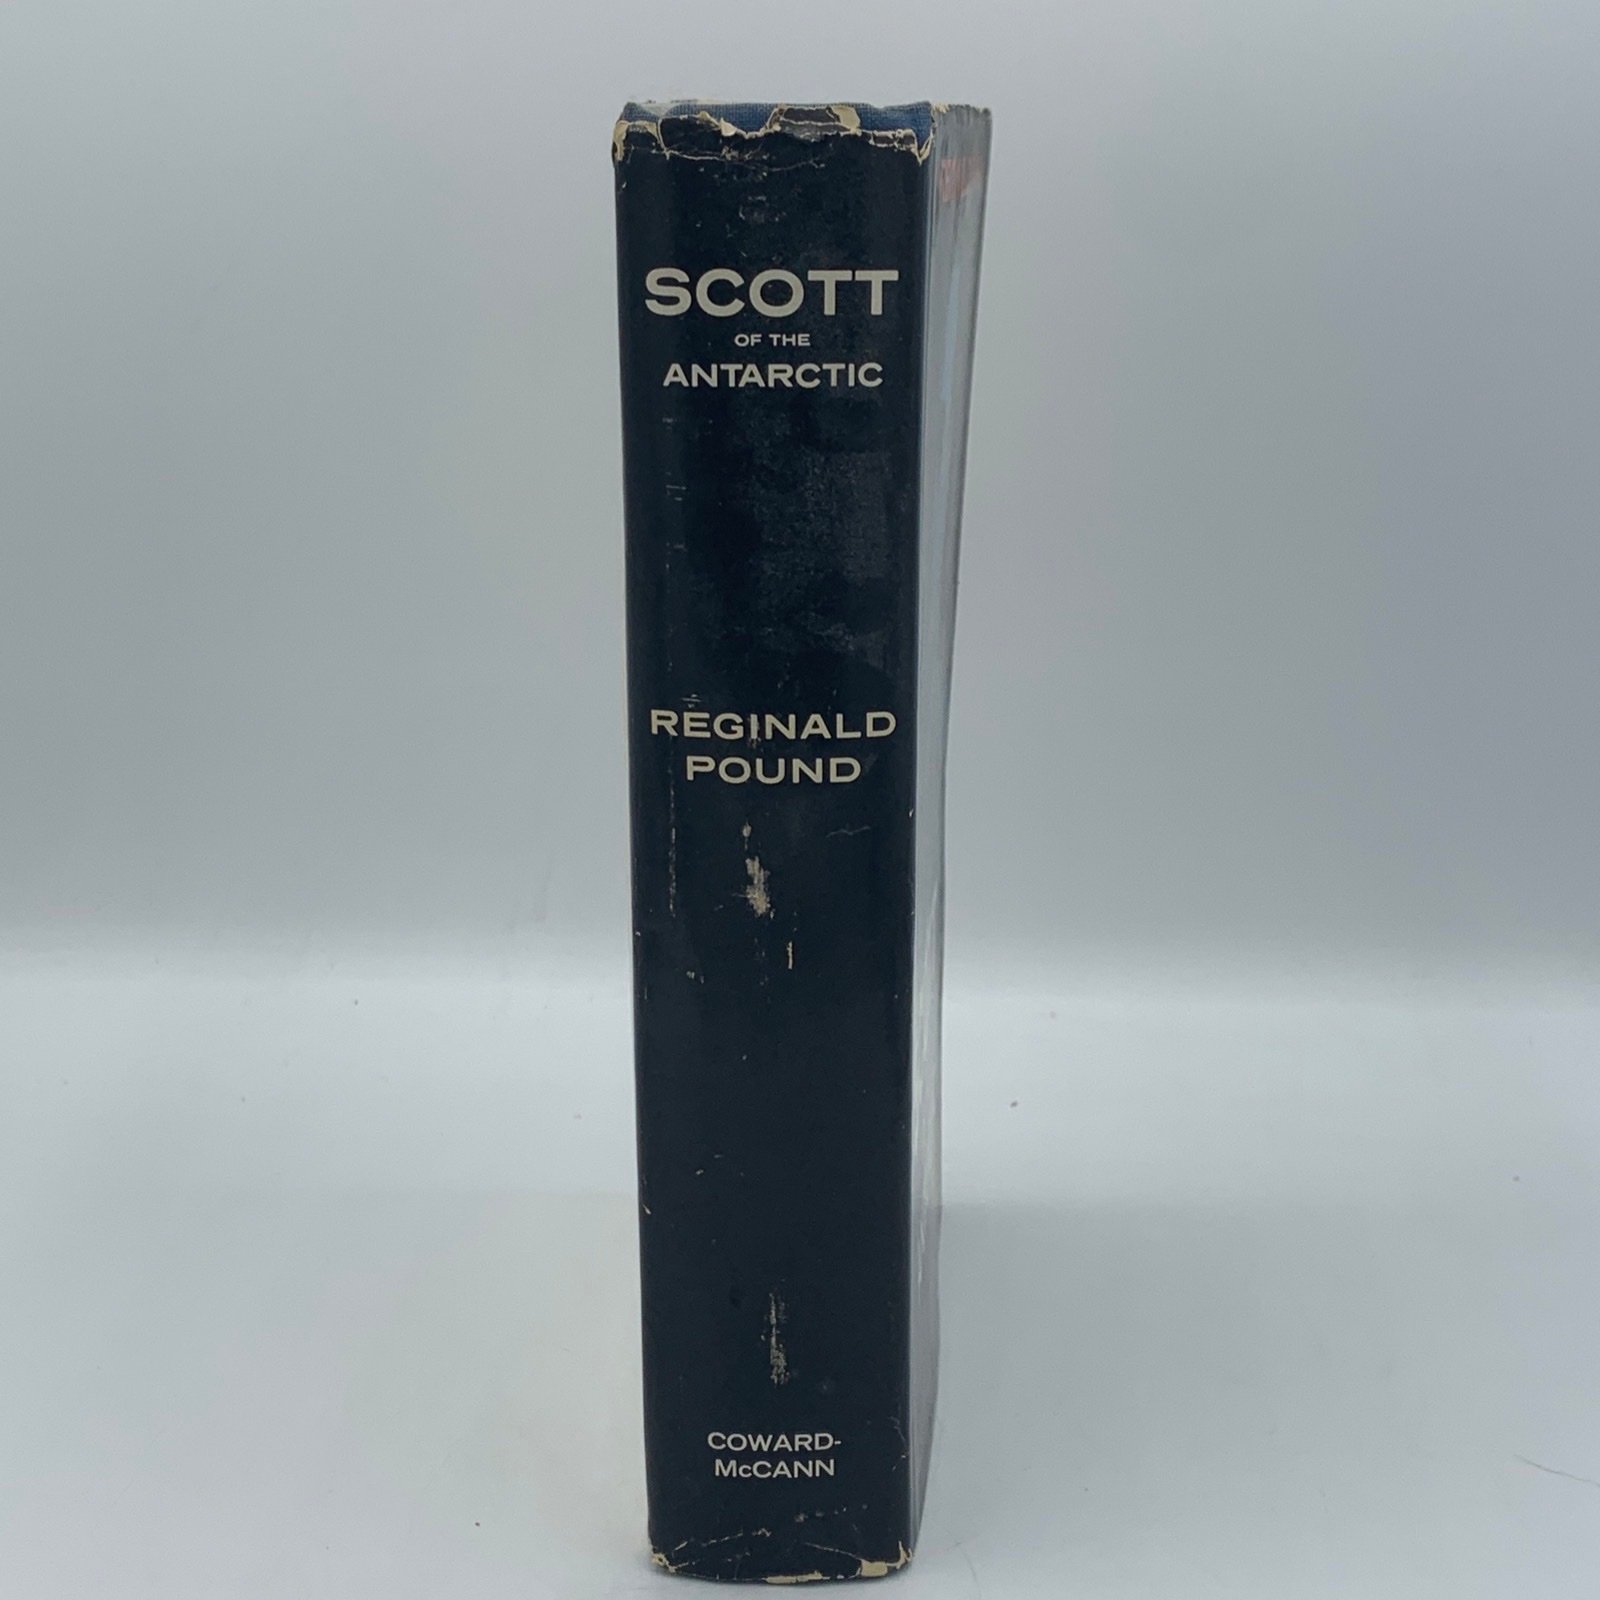 SCOTT
OF THE
ANTARCTIC
REGINALD
POUND
COWARD-
McCANN